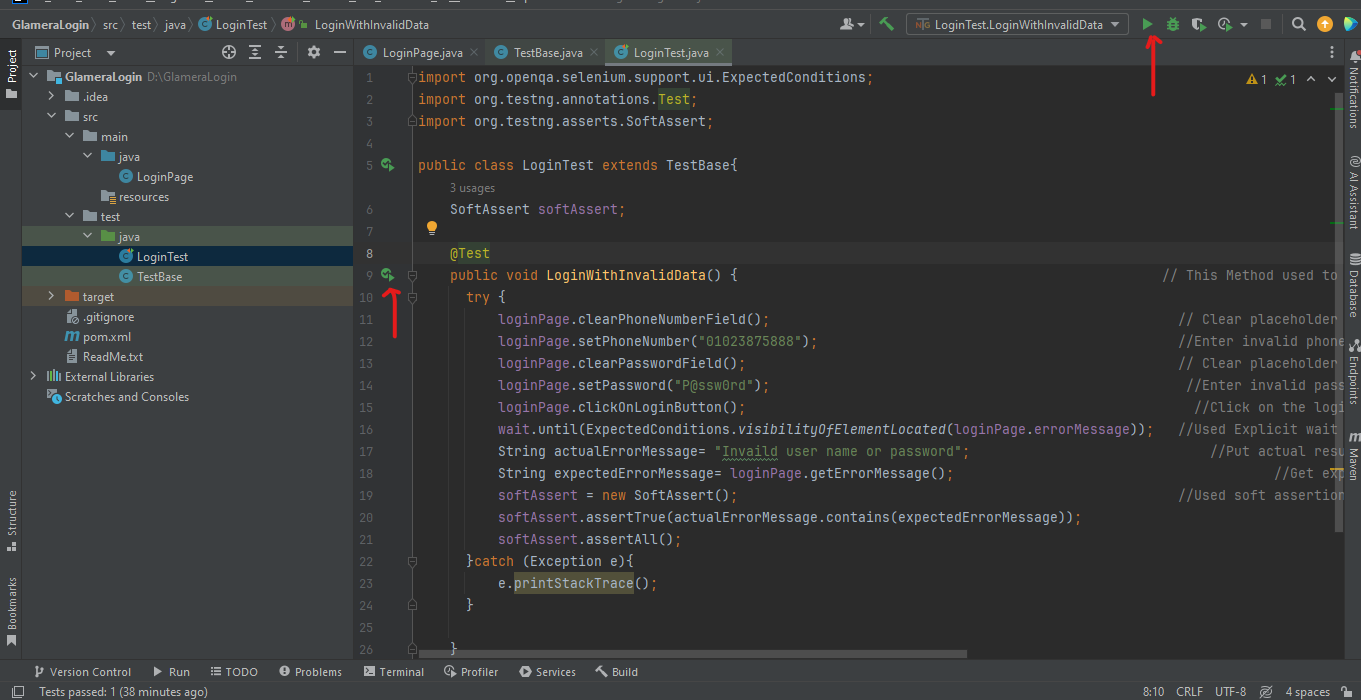 GlameraLogin src test java LoginTest LoginWithInvalidData LoginTest.LoginWithInvalidData
Project LoginPage.java TestBase.java LoginTest.java
Project
GlameraLogin D:\GlameraLogin
.idea
src
main
java
LoginPage
resources
test
java
LoginTest
TestBase
target
.gitignore
pom.xml
ReadMe.txt
External Libraries
Scratches and Consoles
1 import org.openqa.selenium.support.ui.ExpectedConditions;
2 import org.testng.annotations.Test;
3 import org.testng.asserts.SoftAssert;
4
5 public class LoginTest extends TestBase{
3 usages
6 SoftAssert softAssert;
7
8 @Test
9 public void LoginWithInvalidData() { // This Method used to
10 try {
11 loginPage.clearPhoneNumberField(); // Clear placeholder
12 loginPage.setPhoneNumber("01023875888"); //Enter invalid phone
13 loginPage.clearPasswordField(); // Clear placeholder
14 loginPage.setPassword("P@ssw0rd"); //Enter invalid pass
15 loginPage.clickOnLoginButton(); //Click on the logi
16 wait.until(ExpectedConditions.visibilityOfElementLocated(loginPage.errorMessage)); //Used Explicit wait
17 String actualErrorMessage= "Invaild user name or password"; //Put actual resu
18 String expectedErrorMessage= loginPage.getErrorMessage(); //Get exp
19 softAssert = new SoftAssert(); //Used soft assertion
20 softAssert.assertTrue(actualErrorMessage.contains(expectedErrorMessage));
21 softAssert.assertAll();
22 }catch (Exception e){
23 e.printStackTrace();
24 }
25
26 }
1 1
Notifications
AI Assistant
Database
Endpoints
Maven
Structure
Bookmarks
Version Control Run TODO Problems Terminal Profiler Services Build
Tests passed: 1 (38 minutes ago) 8:10 CRLF UTF-8 4 spaces